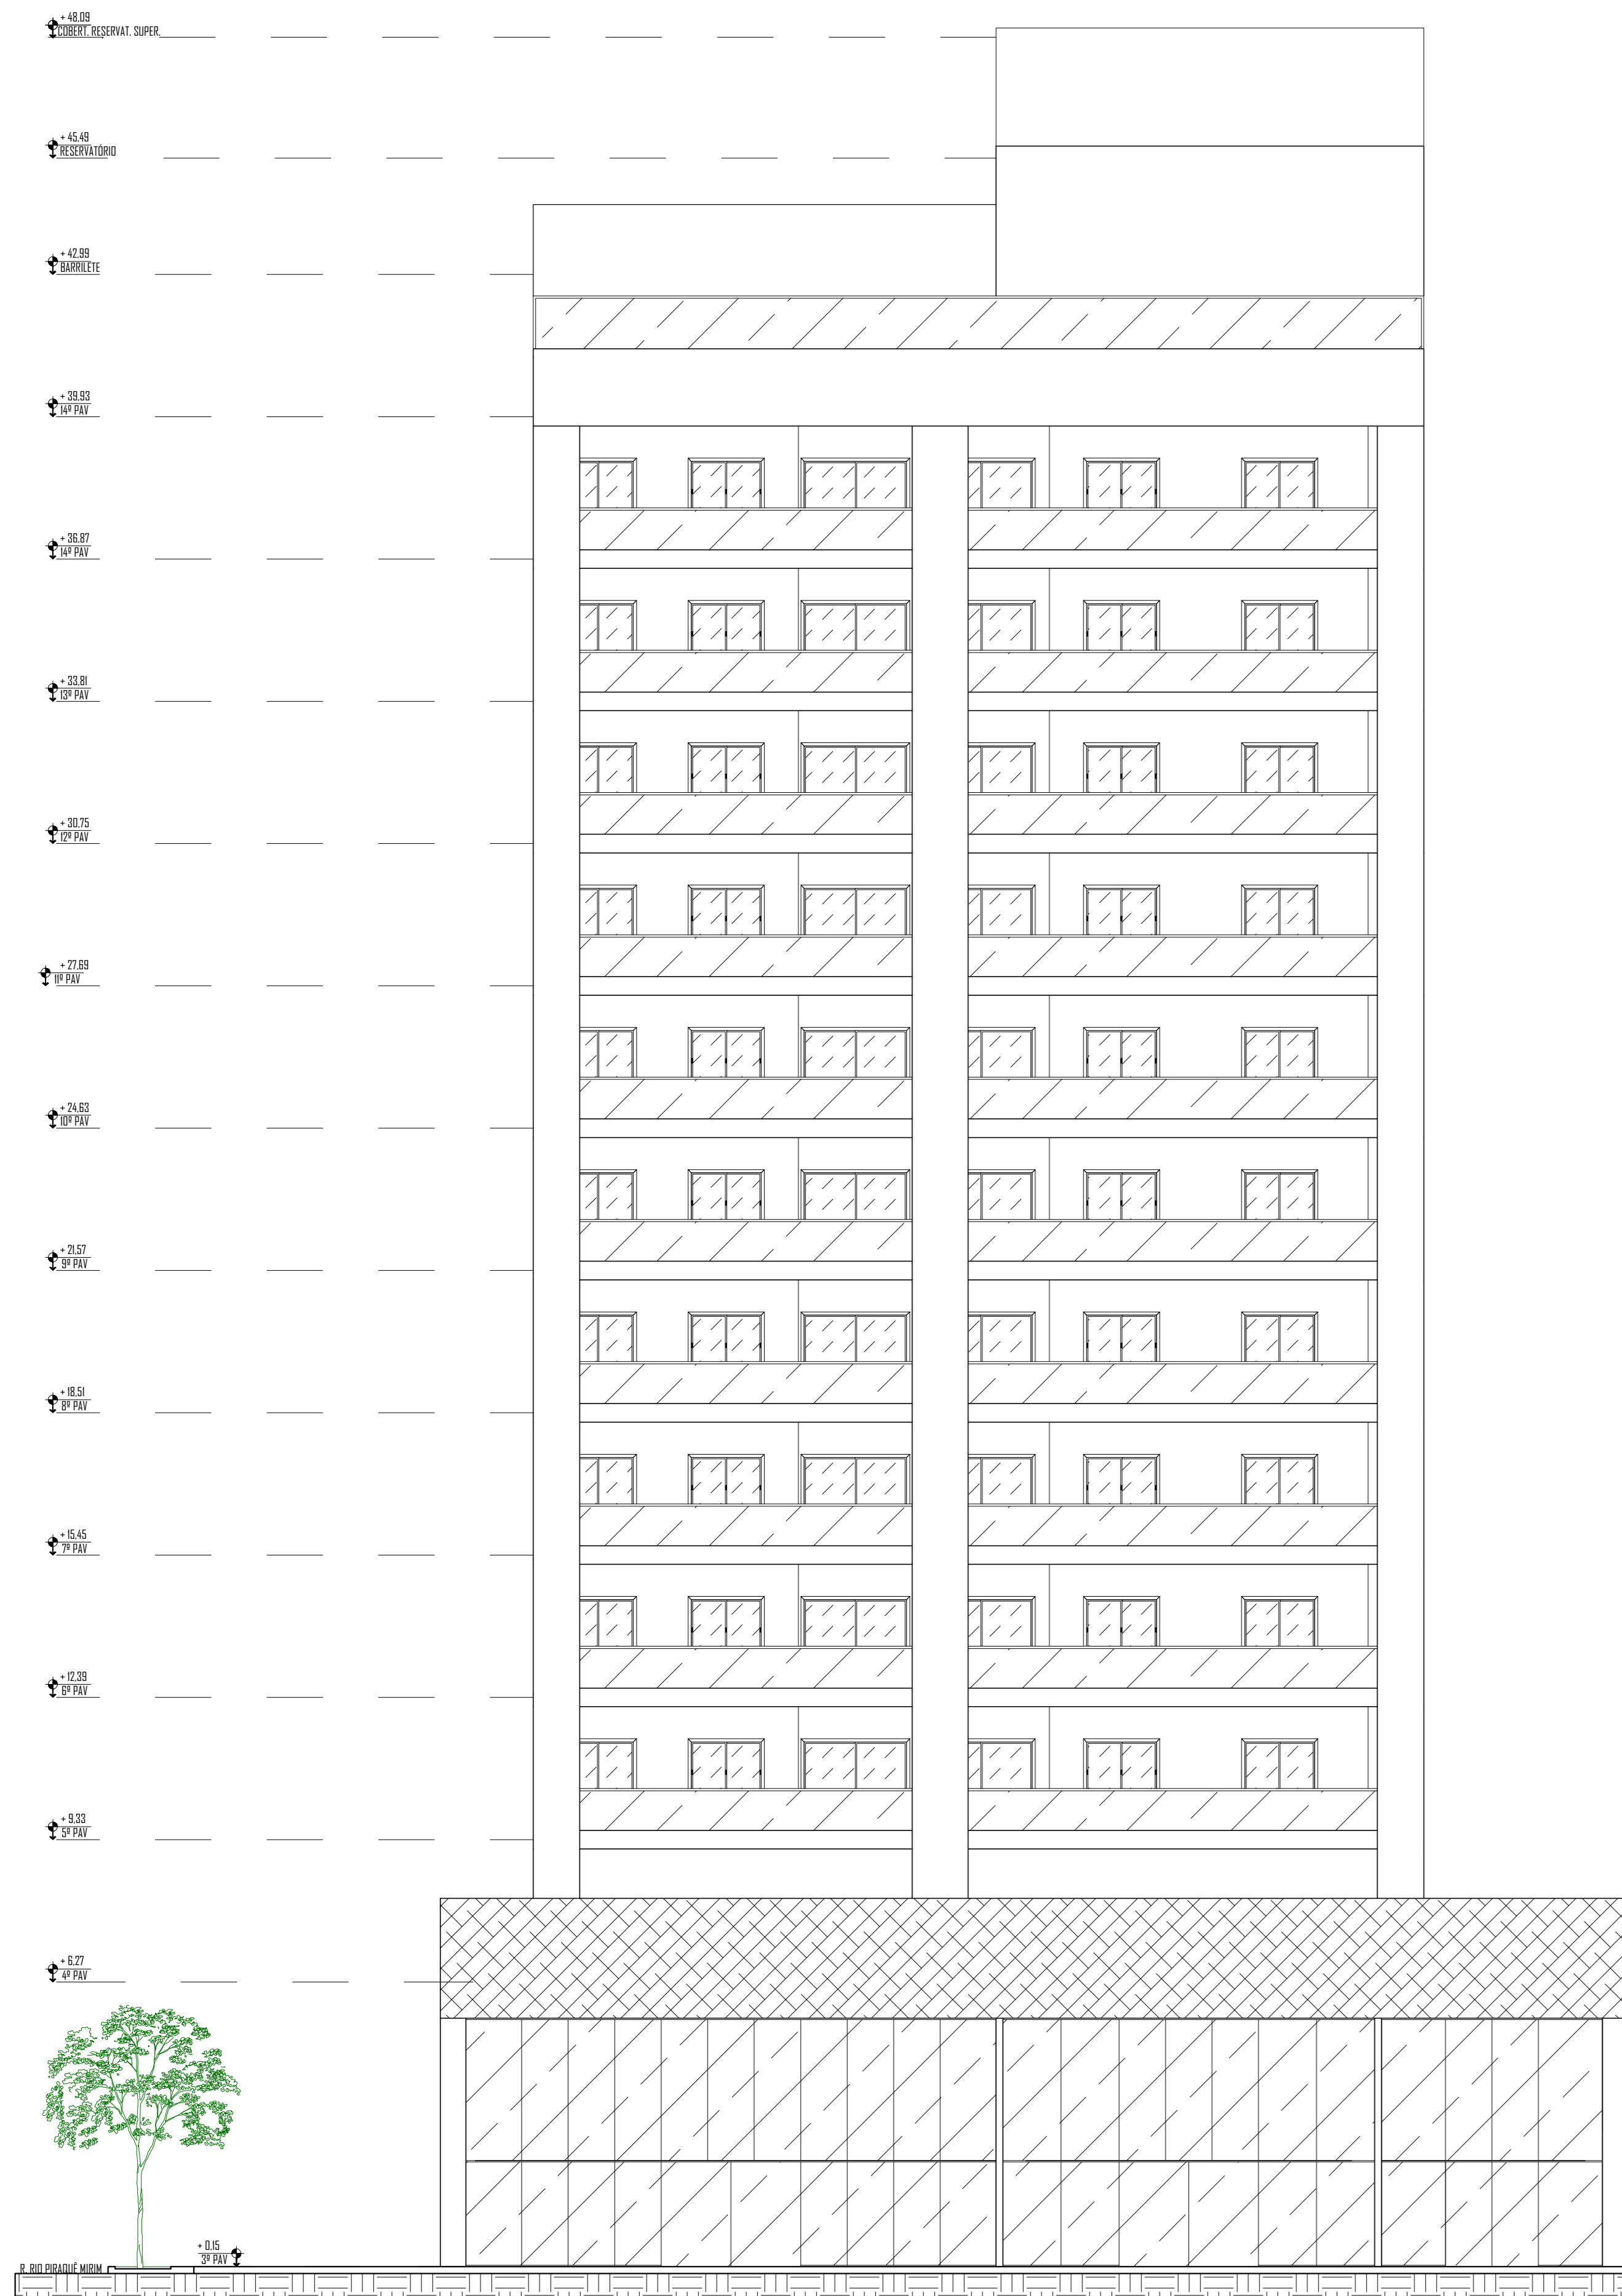 + 48.09
COBERT. RESERVAT. SUPER.
+ 45.49
RESERVATÓRIO
+ 42.99
BARRILETE
+ 39.93
14º PAV
+ 36.87
14º PAV
+ 33.81
13º PAV
+ 30.75
12º PAV
+ 27.69
11º PAV
+ 24.63
10º PAV
+ 21.57
9º PAV
+ 18.51
8º PAV
+ 15.45
7º PAV
+ 12.39
6º PAV
+ 9.33
5º PAV
+ 6.27
4º PAV
+ 0.15
3º PAV
R. RIO PIRAQUÊ MIRIM